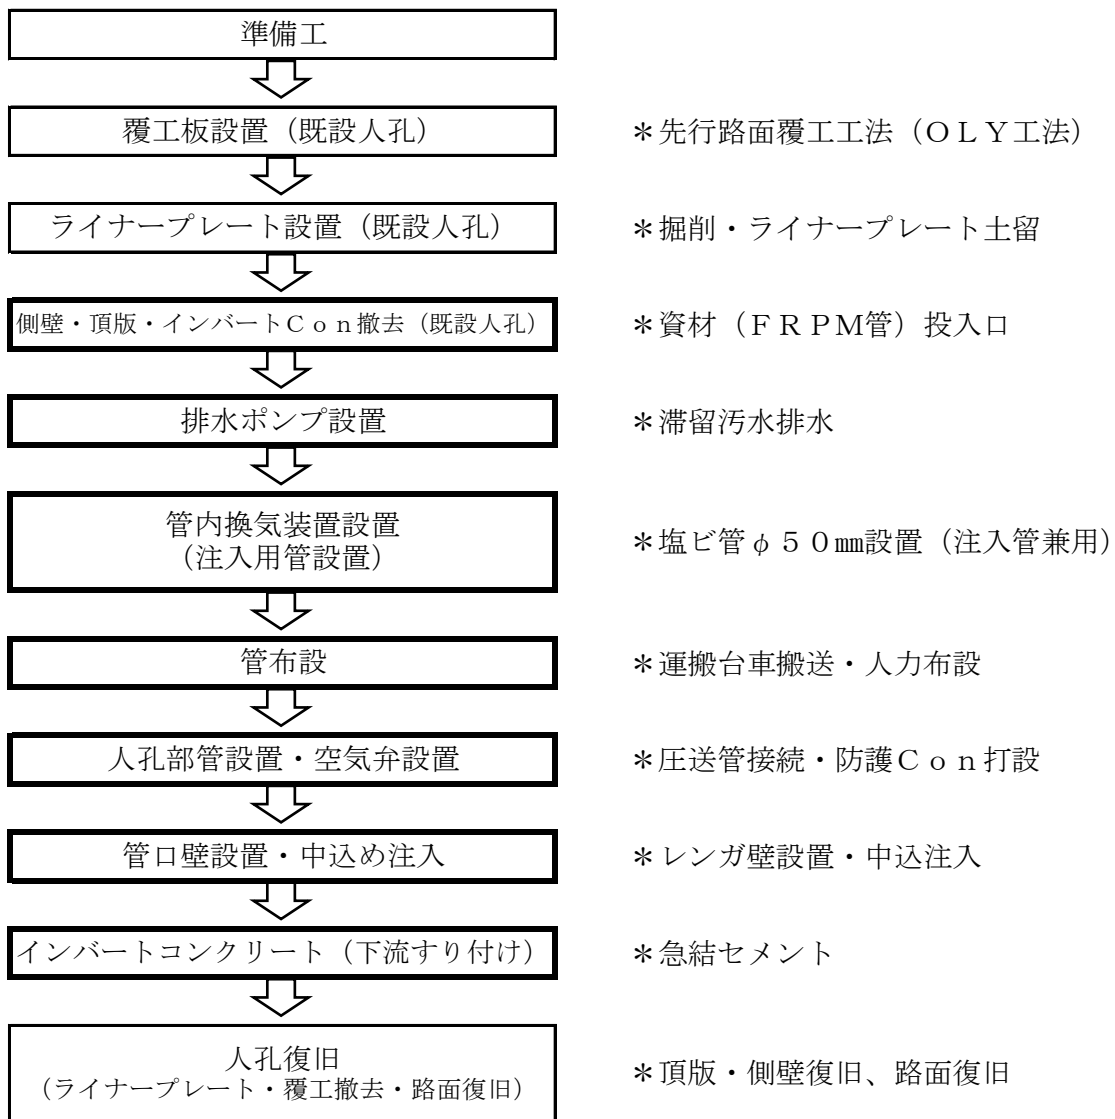 準備工
覆工板設置（既設人孔） ＊先行路面覆工工法（ＯＬＹ工法）
ライナープレート設置（既設人孔） ＊掘削・ライナープレート土留
側壁・頂版・インバートＣｏｎ撤去（既設人孔） ＊資材（ＦＲＰＭ管）投入口
排水ポンプ設置 ＊滞留汚水排水
管内換気装置設置
（注入用管設置） ＊塩ビ管φ５０㎜設置（注入管兼用）
管布設 ＊運搬台車搬送・人力布設
人孔部管設置・空気弁設置 ＊圧送管接続・防護Ｃｏｎ打設
管口壁設置・中込め注入 ＊レンガ壁設置・中込注入
インバートコンクリート（下流すり付け） ＊急結セメント
人孔復旧
（ライナープレート・覆工撤去・路面復旧） ＊頂版・側壁復旧、路面復旧